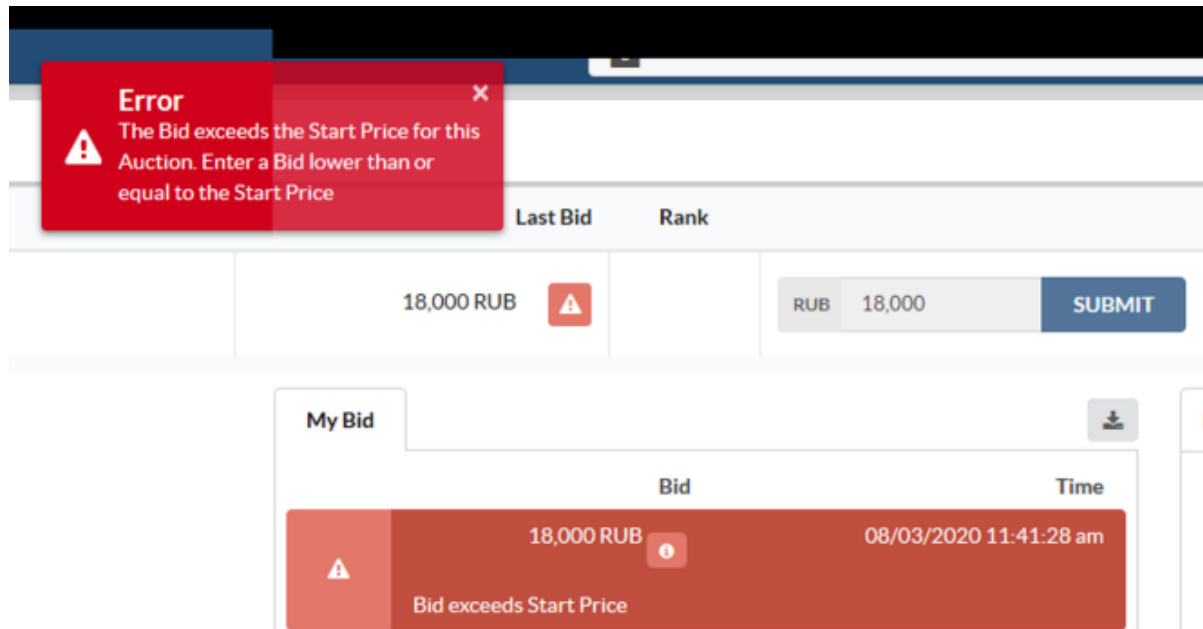 Error
The Bid exceeds the Start Price for this
Auction. Enter a Bid lower than or
equal to the Start Price
Last Bid Rank
18,000 RUB RUB 18,000 SUBMIT
My Bid
Bid Time
18,000 RUB 08/03/2020 11:41:28 am
Bid exceeds Start Price